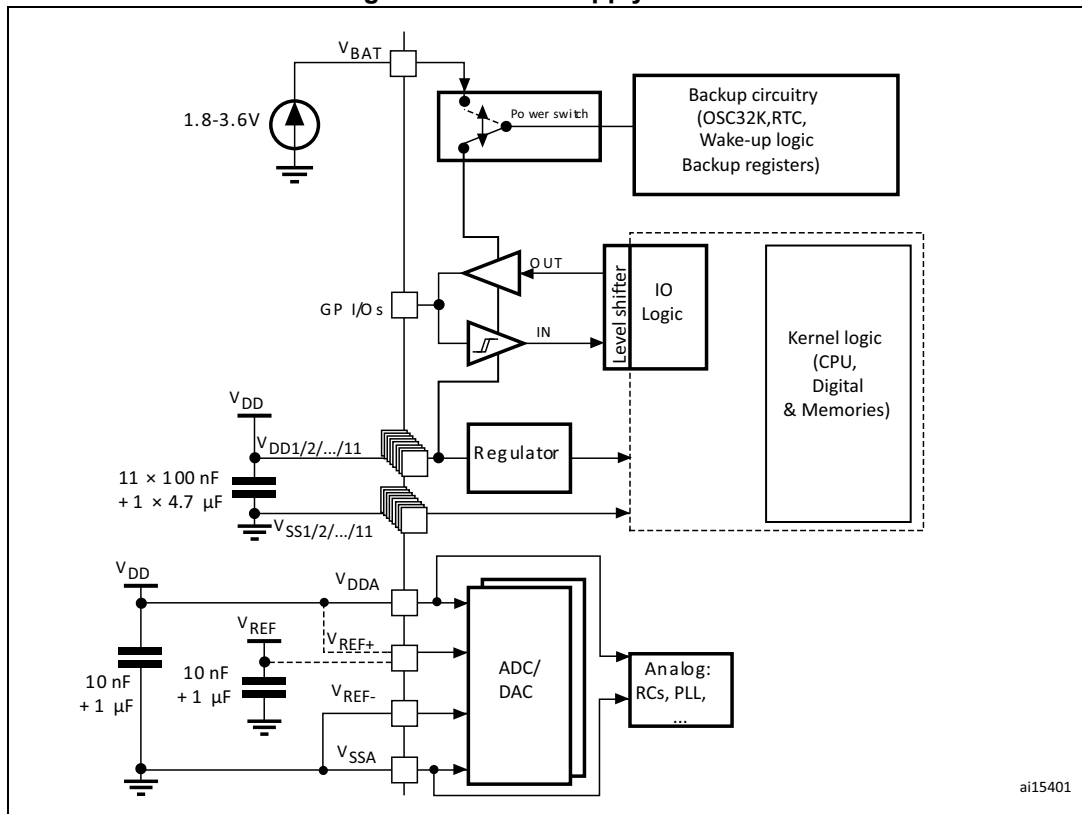 VBAT
1.8-3.6V
Power switch
Backup circuitry
(OSC32K,RTC,
Wake-up logic
Backup registers)
GP I/Os
OUT
IN
Level shifter
IO
Logic
Kernel logic
(CPU,
Digital
& Memories)
VDD
VDD1/2/.../11
11 × 100 nF
+ 1 × 4.7 µF
VSS1/2/.../11
Regulator
VDD
10 nF
+ 1 µF
VREF
10 nF
+ 1 µF
VDDA
VREF+
VREF-
VSSA
ADC/
DAC
Analog:
RCs, PLL,
...
ai15401